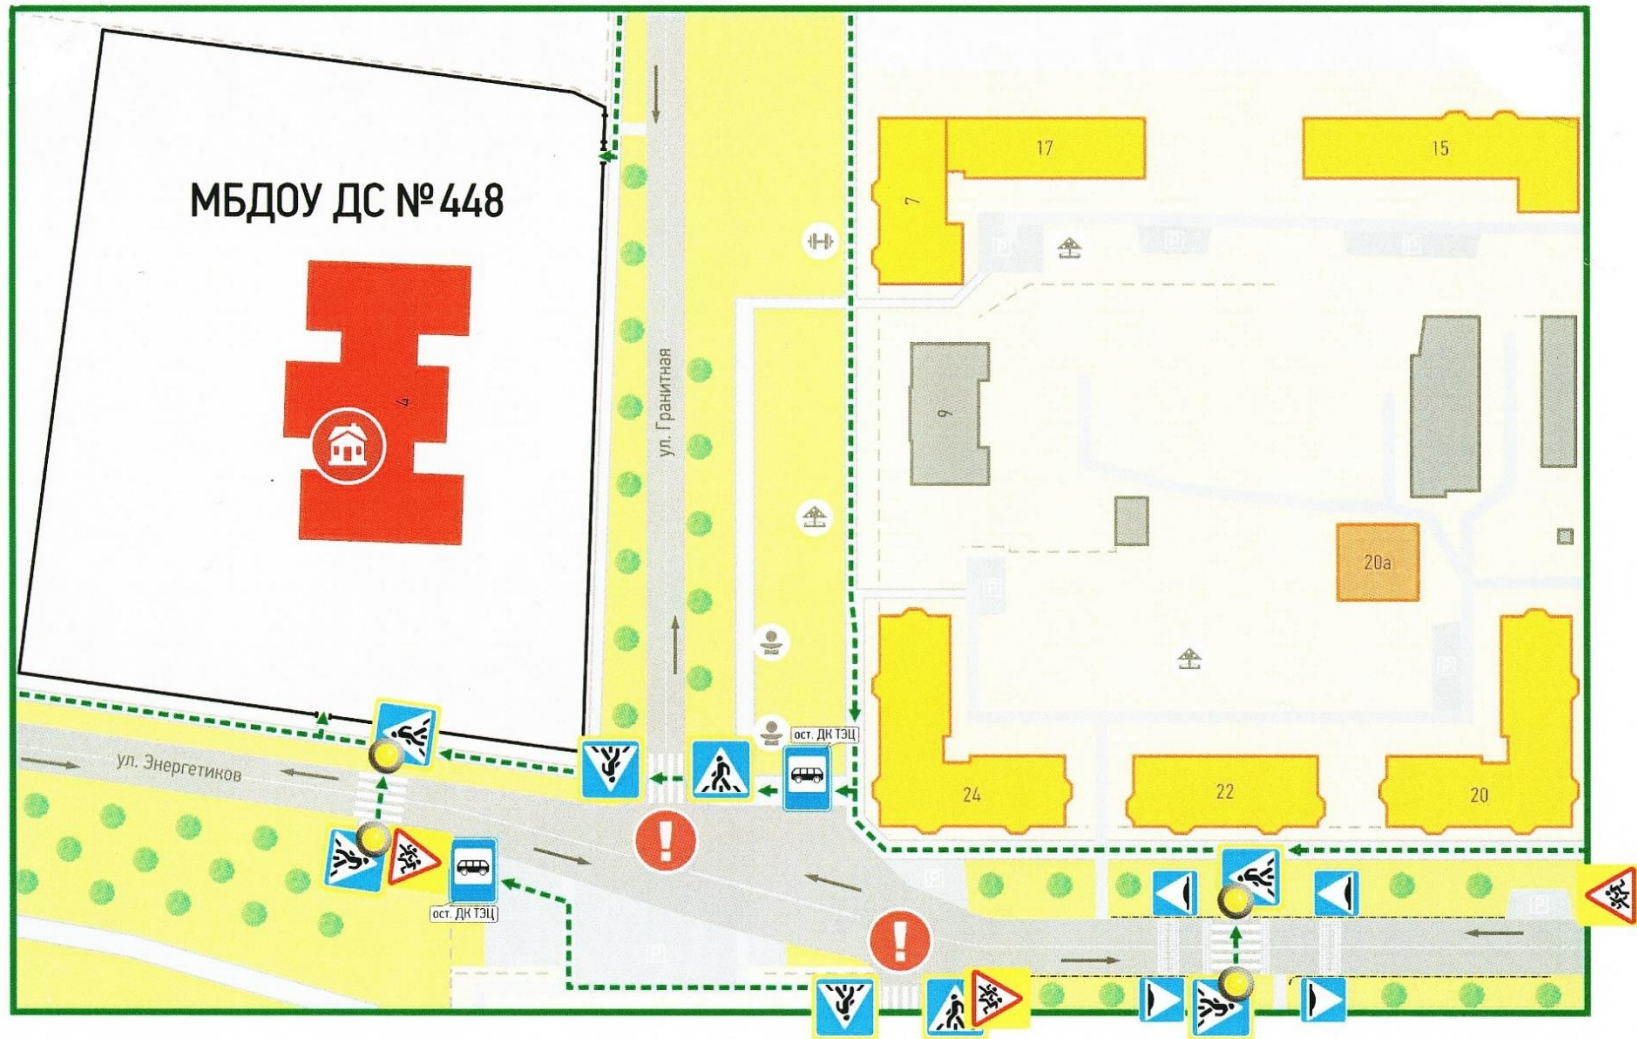 МБДОУ ДС №448
17
15
7
4
ул. Гранитная
9
20а
ост. ДК ТЭЦ
ул. Энергетиков
24
22
20
ост. ДК ТЭЦ
P
P
P
P
P
P
P
P
!
!